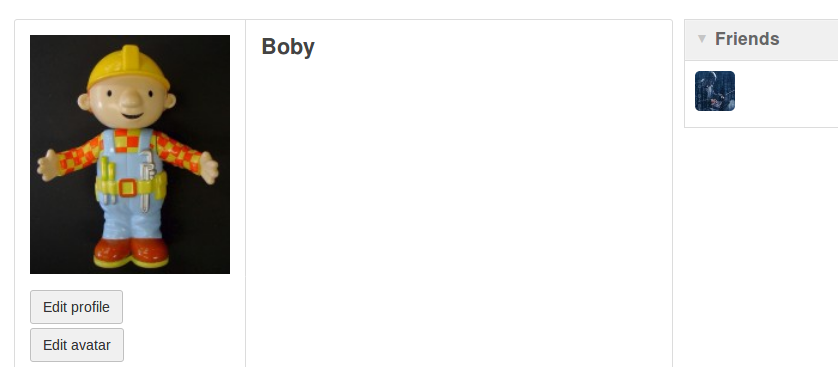 Boby
Edit profile
Edit avatar
▼ Friends